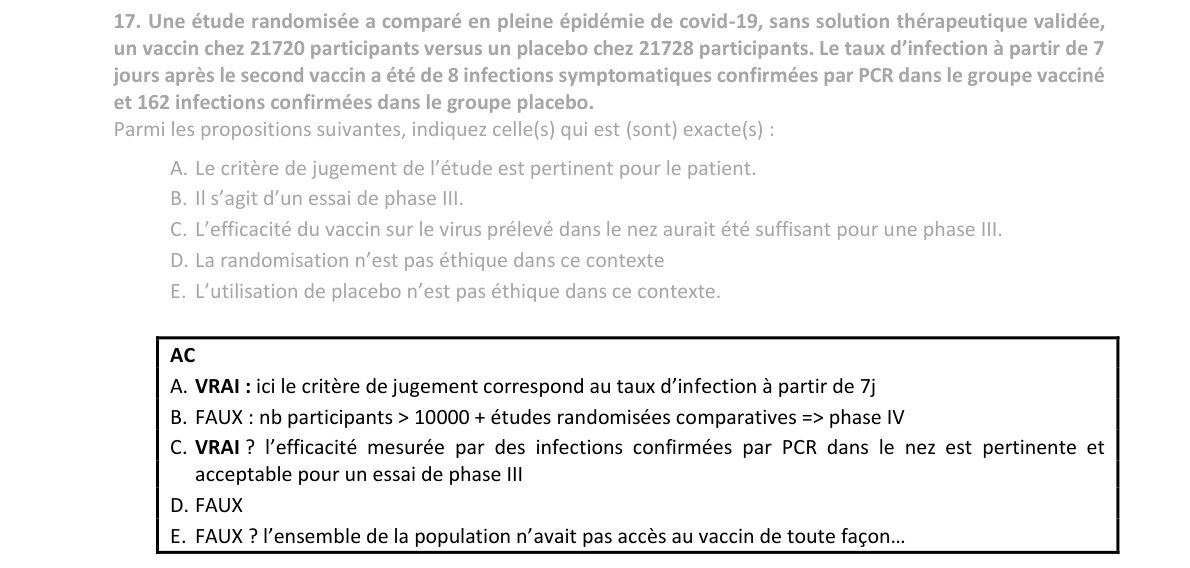 17. Une étude randomisée a comparé en pleine épidémie de covid-19, sans solution thérapeutique validée,
un vaccin chez 21720 participants versus un placebo chez 21728 participants. Le taux d’infection à partir de 7
jours après le second vaccin a été de 8 infections symptomatiques confirmées par PCR dans le groupe vacciné
et 162 infections confirmées dans le groupe placebo.
Parmi les propositions suivantes, indiquez celle(s) qui est (sont) exacte(s) :
A. Le critère de jugement de l’étude est pertinent pour le patient.
B. Il s’agit d’un essai de phase III.
C. L’efficacité du vaccin sur le virus prélevé dans le nez aurait été suffisant pour une phase III.
D. La randomisation n’est pas éthique dans ce contexte
E. L’utilisation de placebo n’est pas éthique dans ce contexte.
AC
A. VRAI : ici le critère de jugement correspond au taux d’infection à partir de 7j
B. FAUX : nb participants > 10000 + études randomisées comparatives => phase IV
C. VRAI ? l’efficacité mesurée par des infections confirmées par PCR dans le nez est pertinente et
acceptable pour un essai de phase III
D. FAUX
E. FAUX ? l’ensemble de la population n’avait pas accès au vaccin de toute façon…